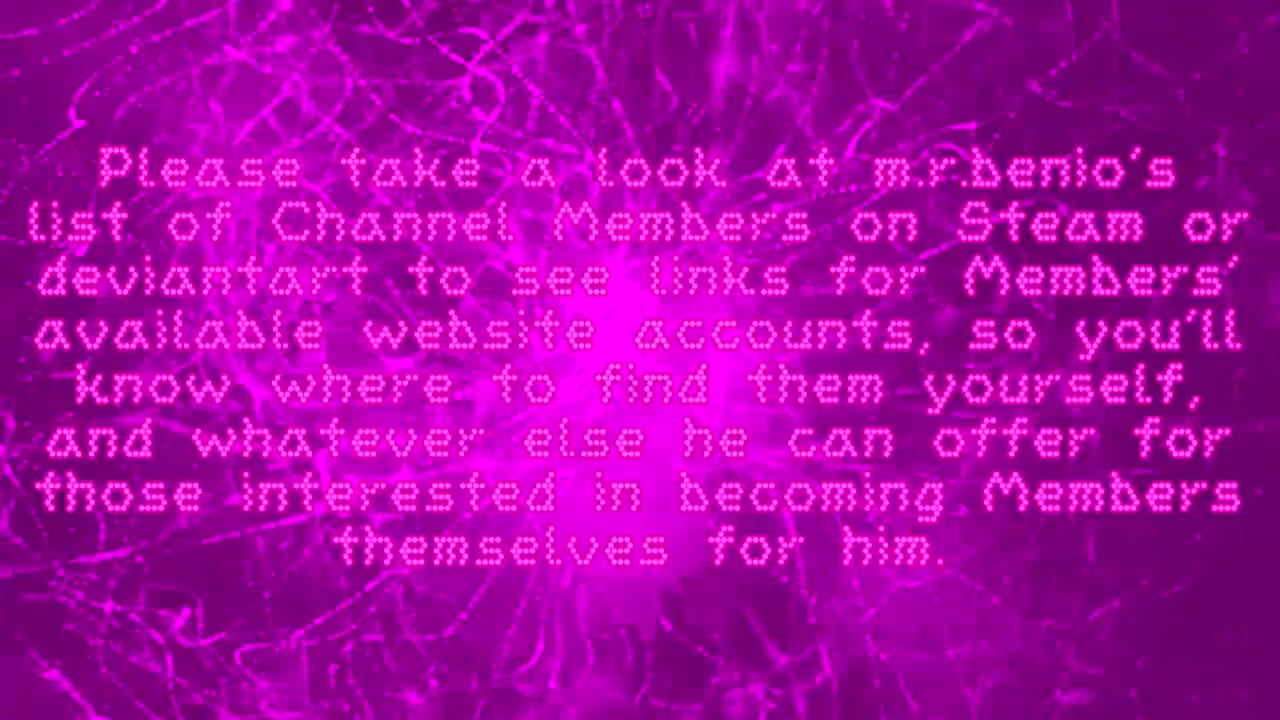 Please take a look at m.r.benio's
list of Channel Members on Steam or
deviantart to see links for Members'
available website accounts, so you'll
know where to find them yourself,
and whatever else he can offer for
those interested in becoming Members
themselves for him.